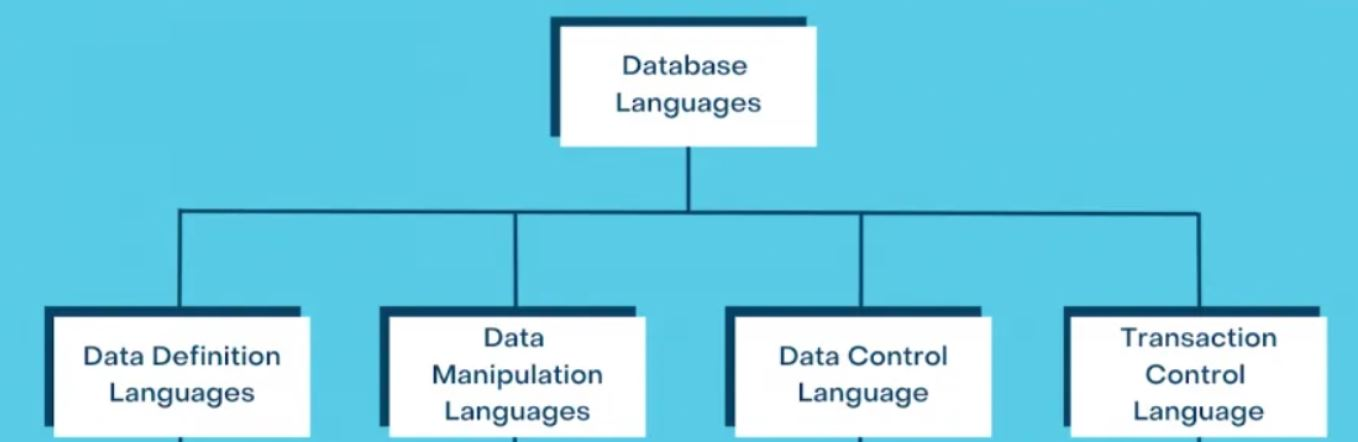 Database
Languages
Data Definition
Languages
Data
Manipulation
Languages
Data Control
Language
Transaction
Control
Language